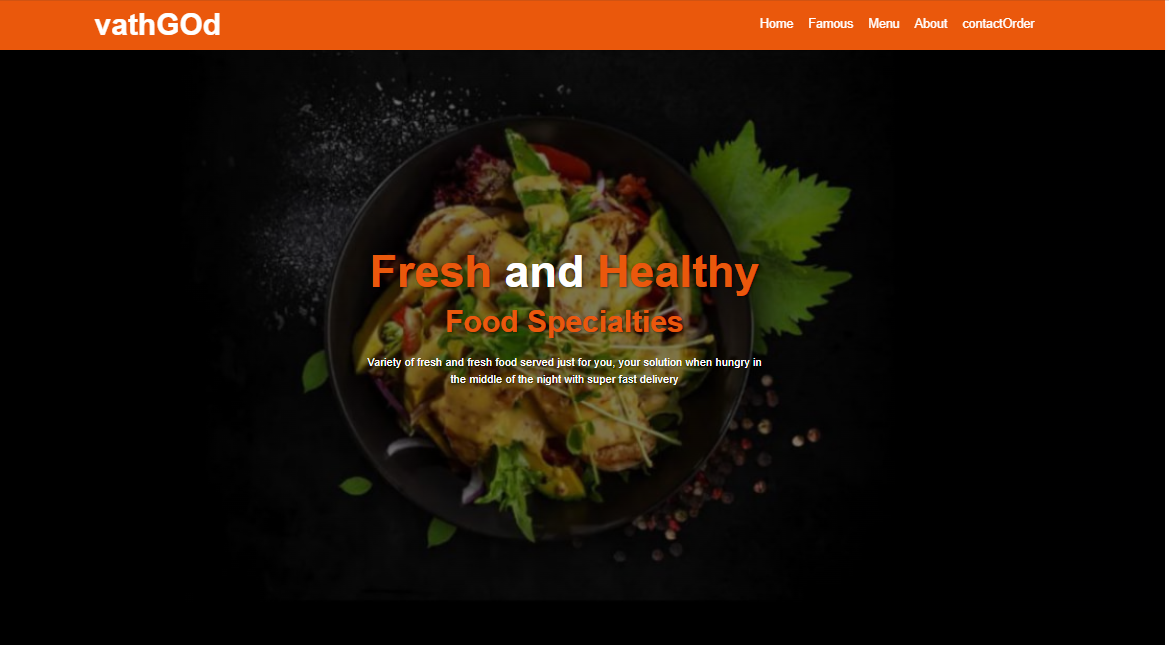 vathGOd
Home Famous Menu About contactOrder
Fresh and Healthy
Food Specialties
Variety of fresh and fresh food served just for you, your solution when hungry in
the middle of the night with super fast delivery